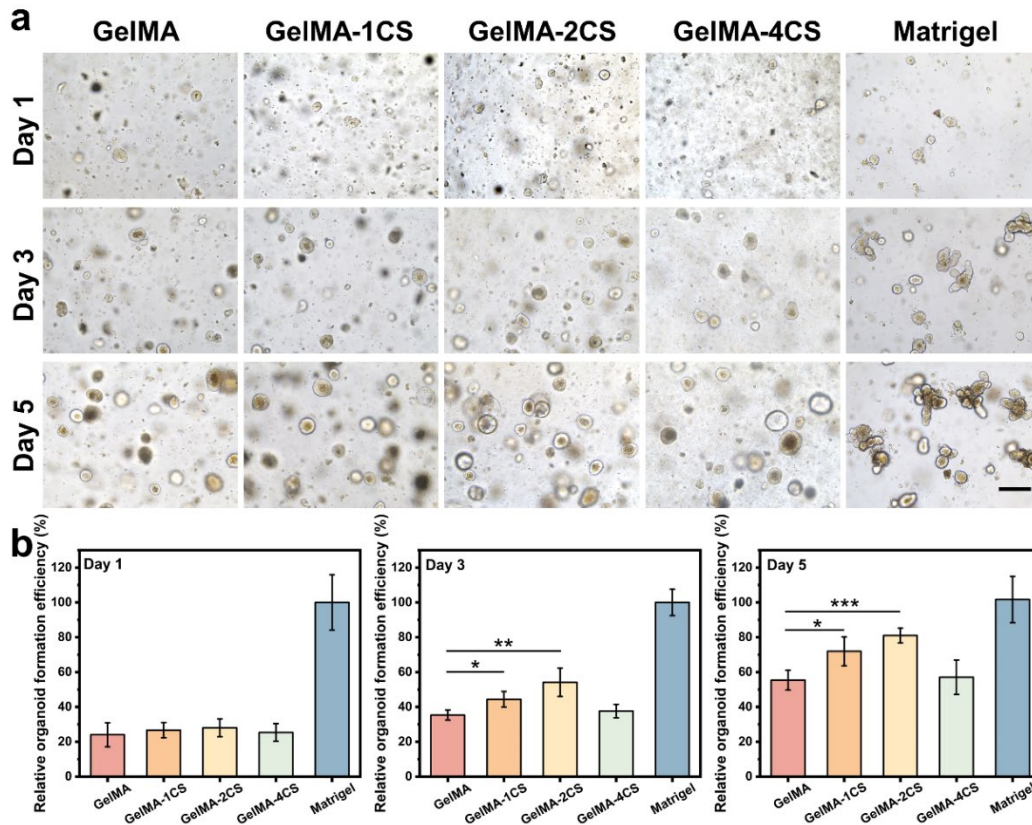 a
GelMA GelMA-1CS GelMA-2CS GelMA-4CS Matrigel
Day 1
Day 3
Day 5
b
Relative organoid formation efficiency (%)
Day 1
120
100
80
60
40
20
0
GelMA GelMA-1CS GelMA-2CS GelMA-4CS Matrigel
Relative organoid formation efficiency (%)
Day 3
120
100
80
60
40
20
0
**
*
GelMA GelMA-1CS GelMA-2CS GelMA-4CS Matrigel
Relative organoid formation efficiency (%)
Day 5
120
100
80
60
40
20
0
***
*
GelMA GelMA-1CS GelMA-2CS GelMA-4CS Matrigel